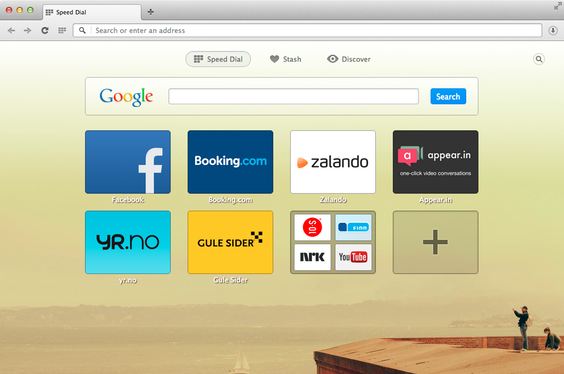 Speed Dial
Search or enter an address
Speed Dial
Stash
Discover
Google
Search
Booking.com
zalando
a
appear.in
one-click video conversations
Facebook
Booking.com
Zalando
Appear.in
YR.NO
GULE SIDER
SOL
FINN
NRK
YouTube
yr.no
Gule Sider